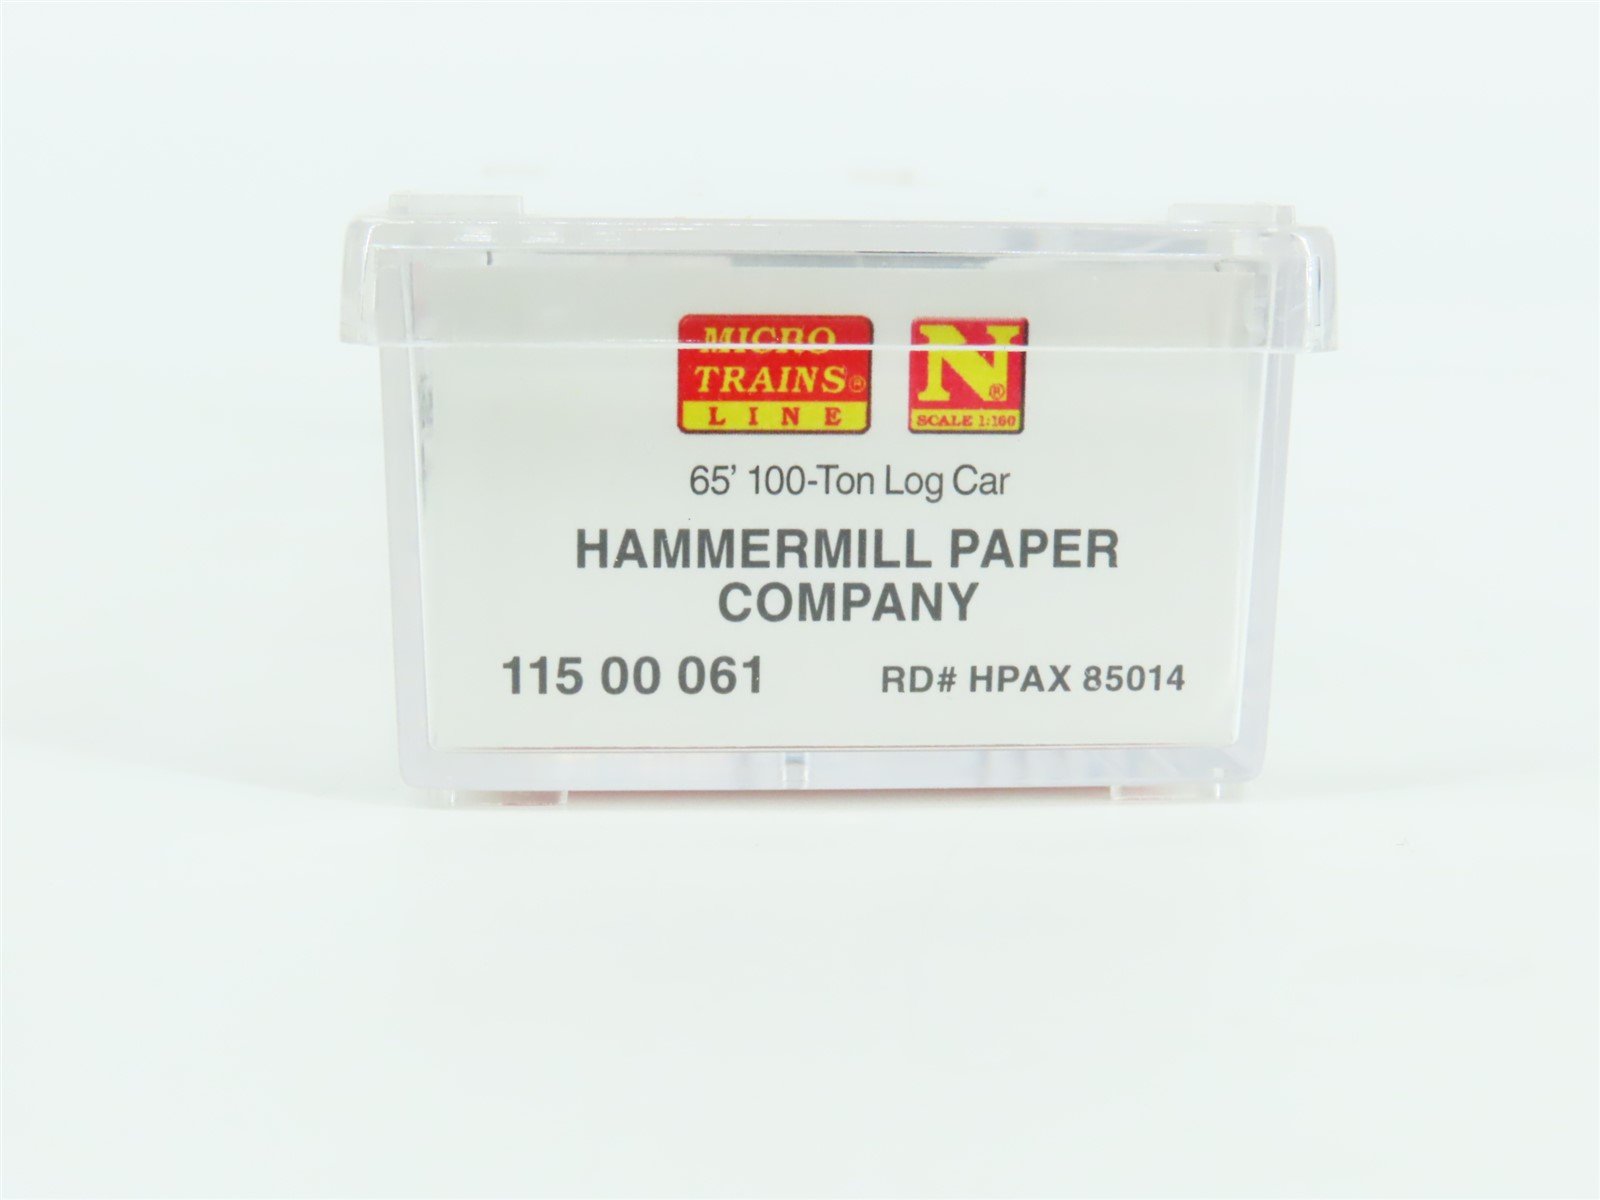 MICRO
TRAINS®
LINE
N®
SCALE 1:160
65' 100-Ton Log Car
HAMMERMILL PAPER
COMPANY
115 00 061 RD# HPAX 85014